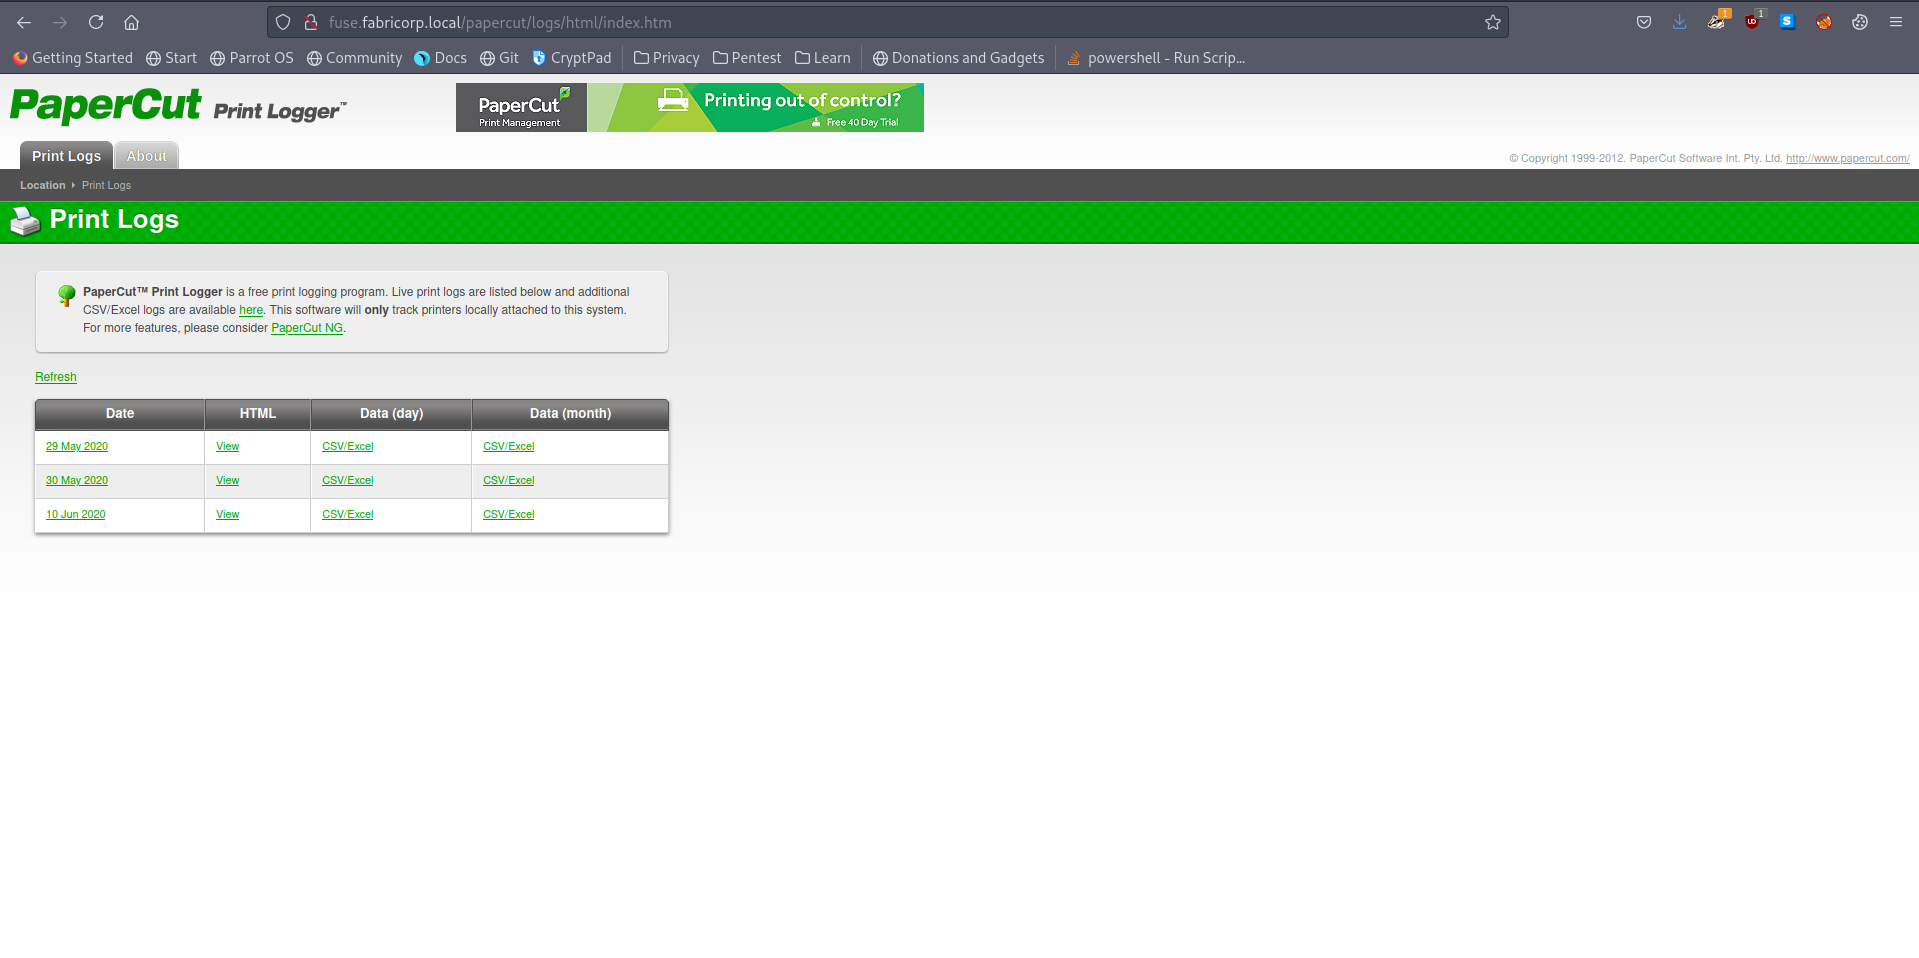 fuse.fabricorp.local/papercut/logs/html/index.htm
1
1
Getting Started Start Parrot OS Community Docs Git CryptPad Privacy Pentest Learn Donations and Gadgets powershell - Run Scrip...
PaperCut Print Logger™
PaperCut
Print Management
Printing out of control?
Free 40 Day Trial
Print Logs About
© Copyright 1999-2012. PaperCut Software Int. Pty. Ltd. http://www.papercut.com/
Location Print Logs
Print Logs
PaperCut™ Print Logger is a free print logging program. Live print logs are listed below and additional
CSV/Excel logs are available here. This software will only track printers locally attached to this system.
For more features, please consider PaperCut NG.
Refresh
Date HTML Data (day) Data (month)
29 May 2020 View CSV/Excel CSV/Excel
30 May 2020 View CSV/Excel CSV/Excel
10 Jun 2020 View CSV/Excel CSV/Excel